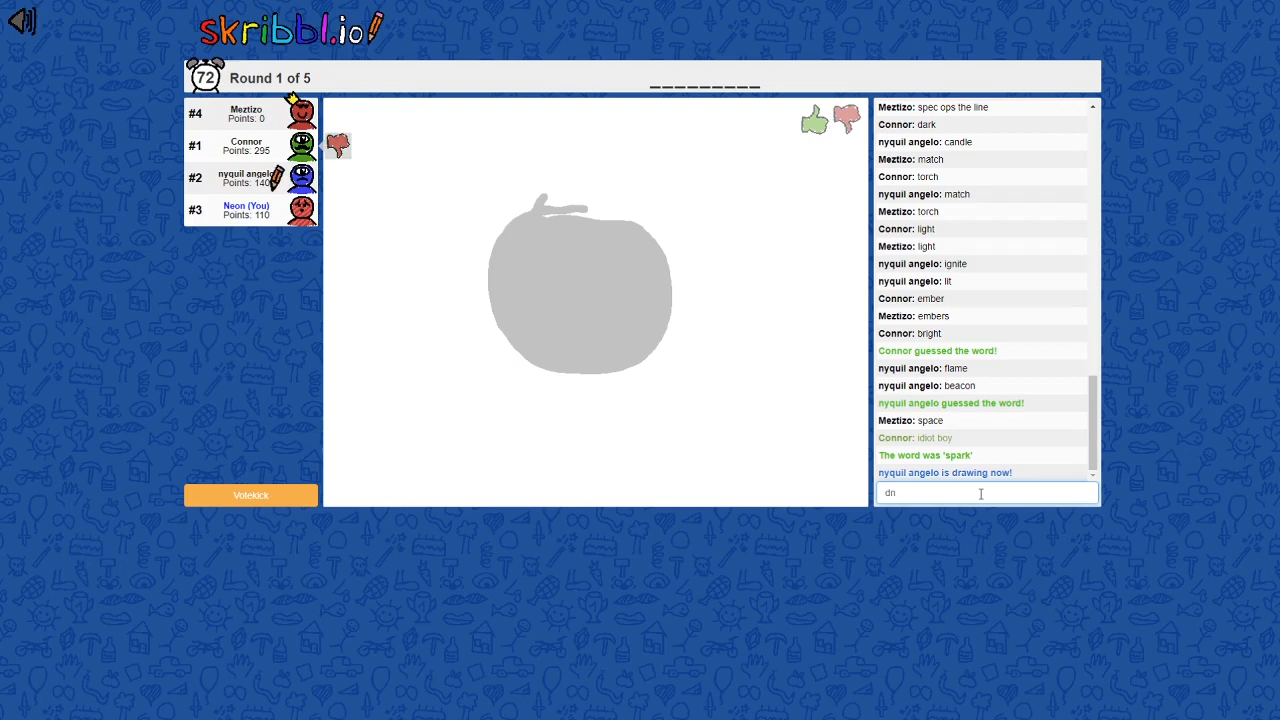 skribbl.io
72
Round 1 of 5
_________
#4
Meztizo
Points: 0
#1
Connor
Points: 295
#2
nyquil angelo
Points: 140
#3
Neon (You)
Points: 110
Votekick
Meztizo: spec ops the line
Connor: dark
nyquil angelo: candle
Meztizo: match
Connor: torch
nyquil angelo: match
Meztizo: torch
Connor: light
Meztizo: light
nyquil angelo: ignite
nyquil angelo: lit
Connor: ember
Meztizo: embers
Connor: bright
Connor guessed the word!
nyquil angelo: flame
nyquil angelo: beacon
nyquil angelo guessed the word!
Meztizo: space
Connor: idiot boy
The word was 'spark'
nyquil angelo is drawing now!
dn